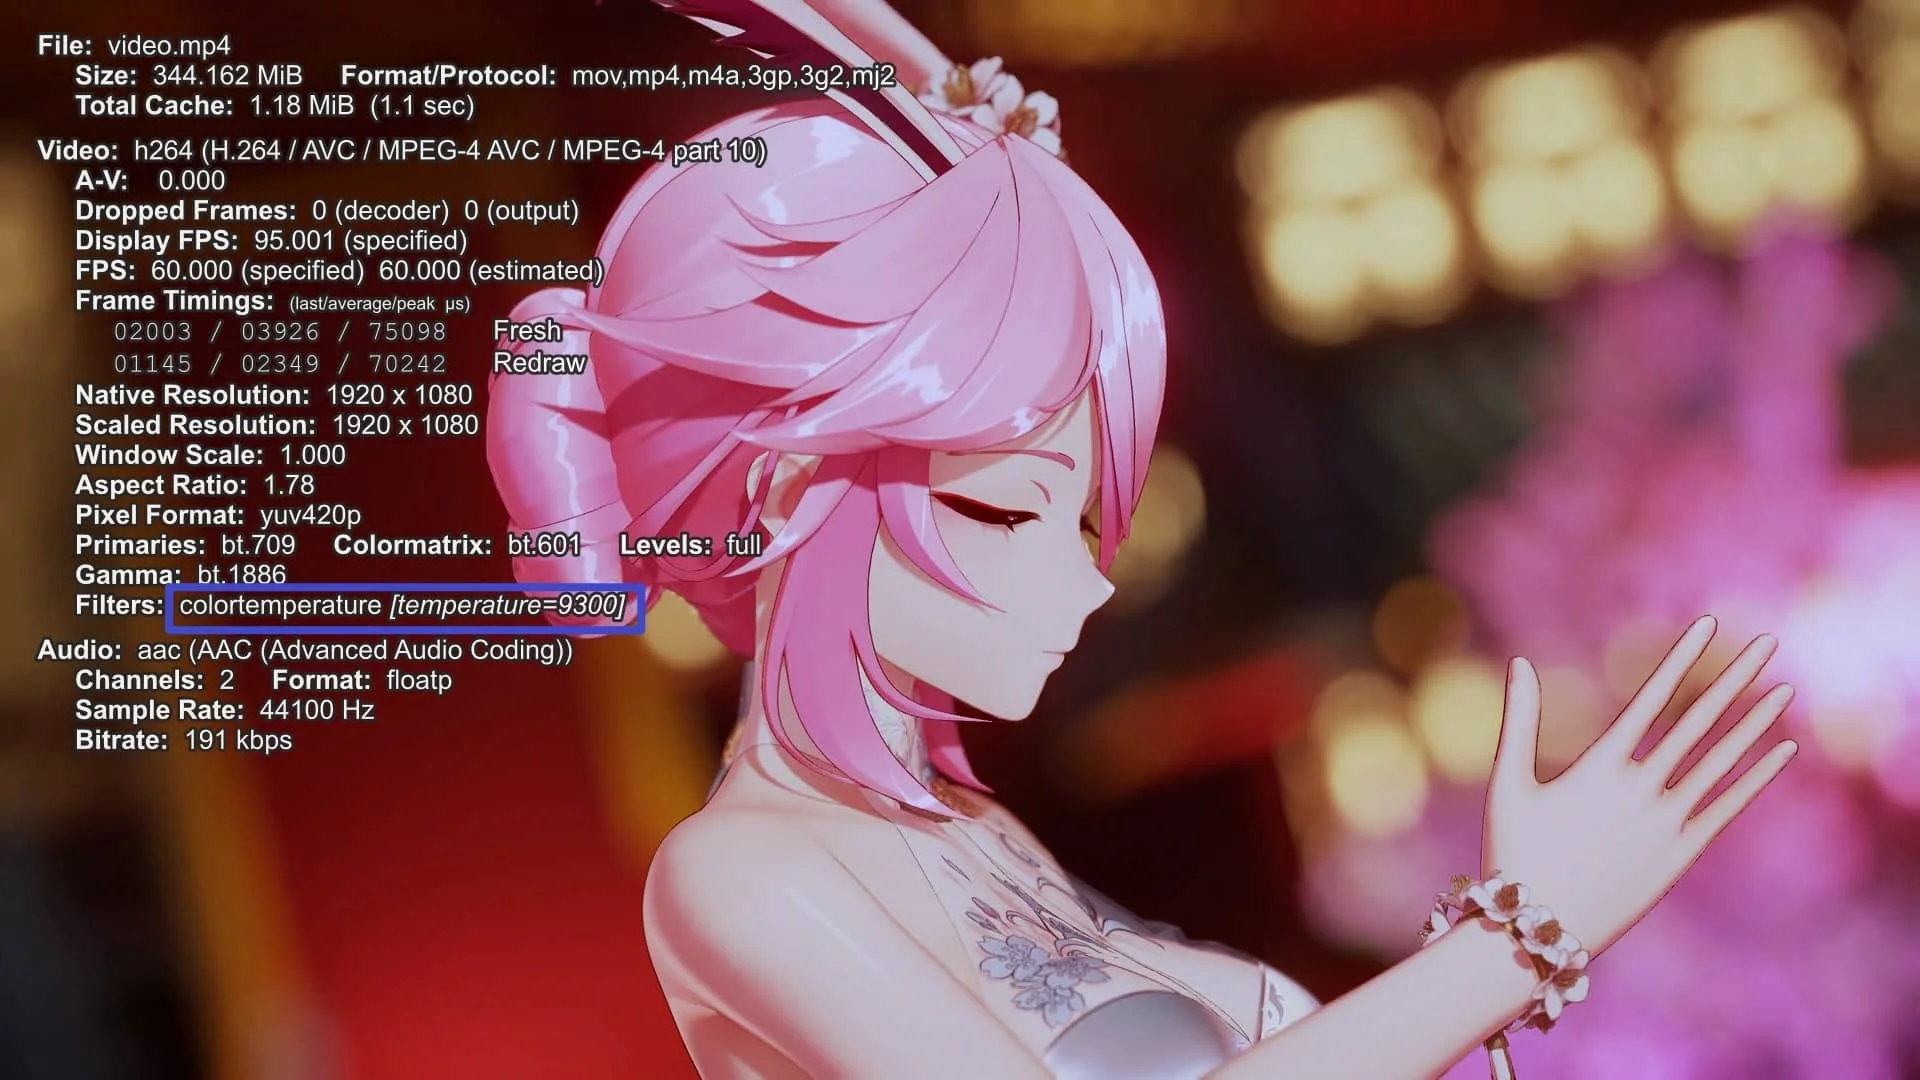 File: video.mp4
Size: 344.162 MiB Format/Protocol: mov,mp4,m4a,3gp,3g2,mj2
Total Cache: 1.18 MiB (1.1 sec)
Video: h264 (H.264 / AVC / MPEG-4 AVC / MPEG-4 part 10)
A-V: 0.000
Dropped Frames: 0 (decoder) 0 (output)
Display FPS: 95.001 (specified)
FPS: 60.000 (specified) 60.000 (estimated)
Frame Timings: (last/average/peak μs)
02003 / 03926 / 75098 Fresh
01145 / 02349 / 70242 Redraw
Native Resolution: 1920 x 1080
Scaled Resolution: 1920 x 1080
Window Scale: 1.000
Aspect Ratio: 1.78
Pixel Format: yuv420p
Primaries: bt.709 Colormatrix: bt.601 Levels: full
Gamma: bt.1886
Filters: colortemperature [temperature=9300]
Audio: aac (AAC (Advanced Audio Coding))
Channels: 2 Format: floatp
Sample Rate: 44100 Hz
Bitrate: 191 kbps